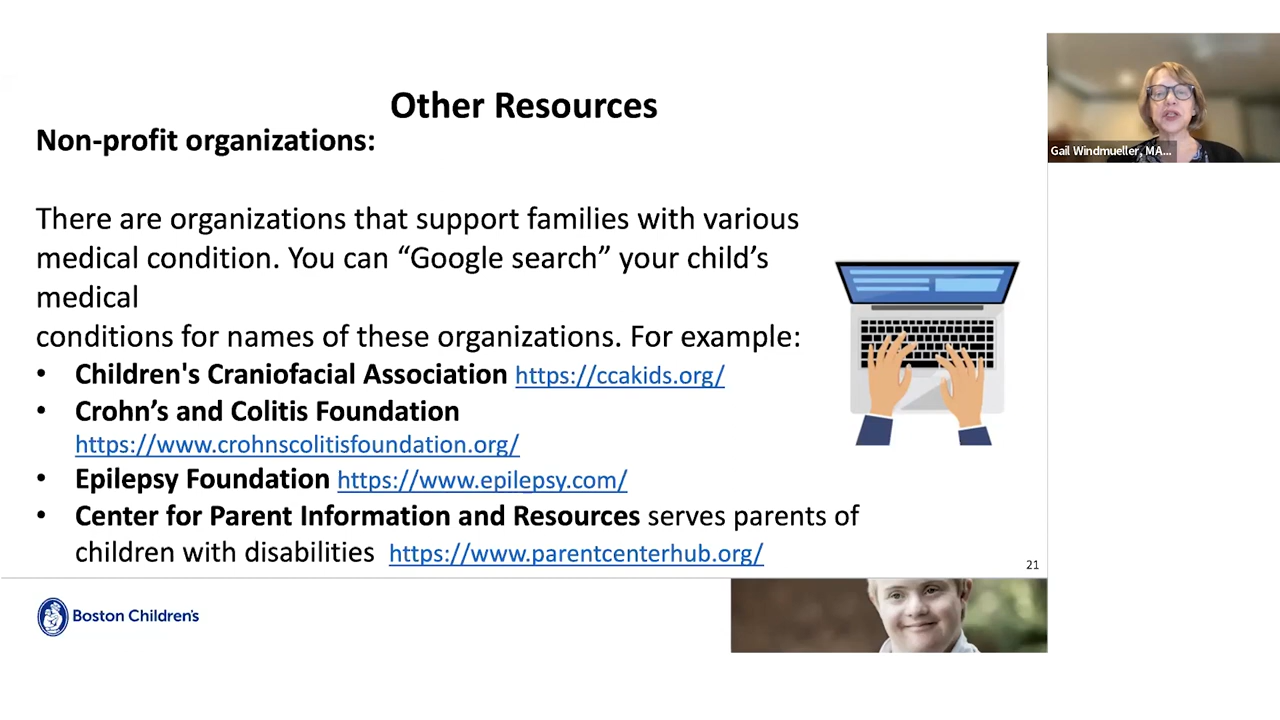 Other Resources
Non-profit organizations:
There are organizations that support families with various
medical condition. You can “Google search” your child’s
medical
conditions for names of these organizations. For example:
• Children's Craniofacial Association https://ccakids.org/
• Crohn’s and Colitis Foundation
https://www.crohnscolitisfoundation.org/
• Epilepsy Foundation https://www.epilepsy.com/
• Center for Parent Information and Resources serves parents of
children with disabilities https://www.parentcenterhub.org/
21
Boston Children's
Gail Windmueller, MA...